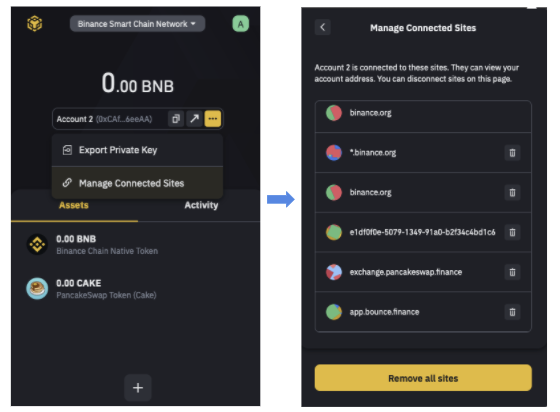 Binance Smart Chain Network
A
0.00 BNB
Account 2 (0xCAf...6eeAA)
Export Private Key
Manage Connected Sites
Assets
Activity
0.00 BNB
Binance Chain Native Token
0.00 CAKE
PancakeSwap Token (Cake)
+
Manage Connected Sites
Account 2 is connected to these sites. They can view your
account address. You can disconnect sites on this page.
binance.org
*.binance.org
binance.org
e1df0f0e-5079-1349-91a0-b2f34c4bd1c6
exchange.pancakeswap.finance
app.bounce.finance
Remove all sites